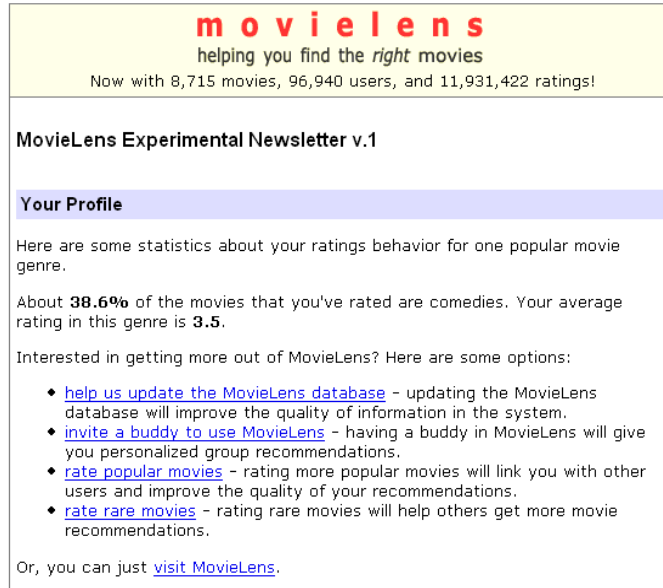 movielens
helping you find the right movies
Now with 8,715 movies, 96,940 users, and 11,931,422 ratings!
MovieLens Experimental Newsletter v.1
Your Profile
Here are some statistics about your ratings behavior for one popular movie
genre.
About 38.6% of the movies that you've rated are comedies. Your average
rating in this genre is 3.5.
Interested in getting more out of MovieLens? Here are some options:
• help us update the MovieLens database – updating the MovieLens
database will improve the quality of information in the system.
• invite a buddy to use MovieLens – having a buddy in MovieLens will give
you personalized group recommendations.
• rate popular movies – rating more popular movies will link you with other
users and improve the quality of your recommendations.
• rate rare movies – rating rare movies will help others get more movie
recommendations.
Or, you can just visit MovieLens.